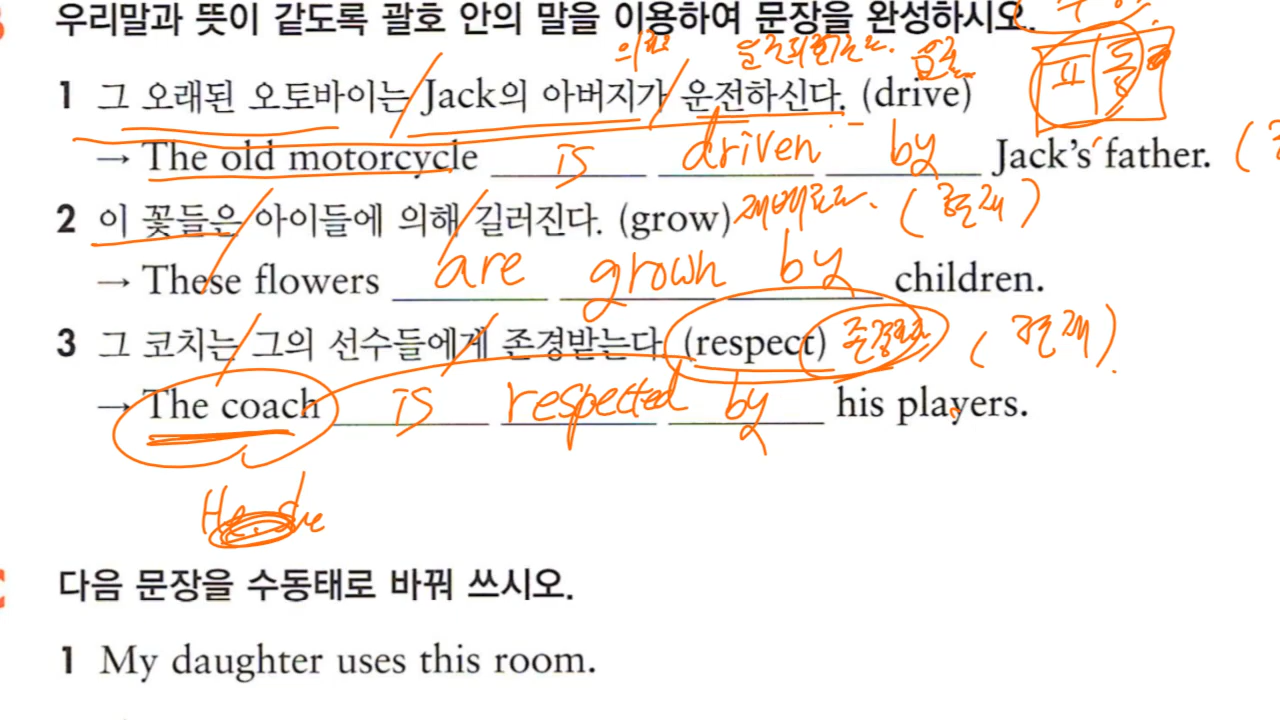 우리말과 뜻이 같도록 괄호 안의 말을 이용하여 문장을 완성하시오.
1 그 오래된 오토바이는 Jack의 아버지가 운전하신다. (drive)
→ The old motorcycle is driven by Jack's father.
2 이 꽃들은 아이들에 의해 길러진다. (grow) (현재)
→ These flowers are grown by children.
3 그 코치는 그의 선수들에게 존경받는다. (respect) (현재)
→ The coach is respected by his players.
다음 문장을 수동태로 바꿔 쓰시오.
1 My daughter uses this room.